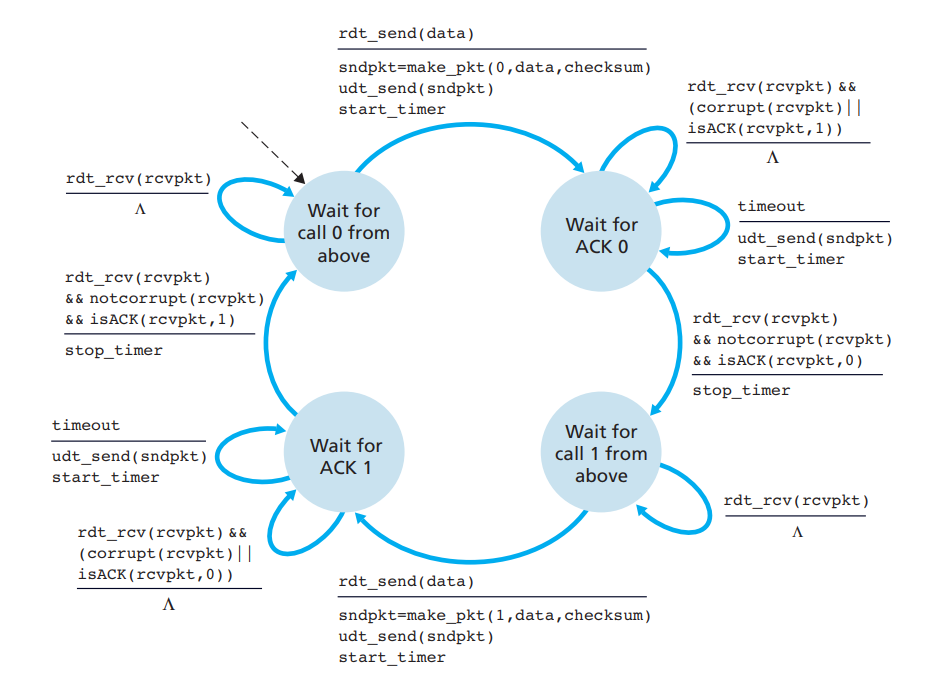 rdt_send(data)
sndpkt=make_pkt(0,data,checksum)
udt_send(sndpkt)
start_timer
rdt_rcv(rcvpkt) &&
(corrupt(rcvpkt)||
isACK(rcvpkt,1))
Λ
rdt_rcv(rcvpkt)
Λ
Wait for
call 0 from
above
Wait for
ACK 0
timeout
udt_send(sndpkt)
start_timer
rdt_rcv(rcvpkt)
&& notcorrupt(rcvpkt)
&& isACK(rcvpkt,1)
stop_timer
rdt_rcv(rcvpkt)
&& notcorrupt(rcvpkt)
&& isACK(rcvpkt,0)
stop_timer
timeout
udt_send(sndpkt)
start_timer
Wait for
ACK 1
Wait for
call 1 from
above
rdt_rcv(rcvpkt)
Λ
rdt_rcv(rcvpkt) &&
(corrupt(rcvpkt)||
isACK(rcvpkt,0))
Λ
rdt_send(data)
sndpkt=make_pkt(1,data,checksum)
udt_send(sndpkt)
start_timer